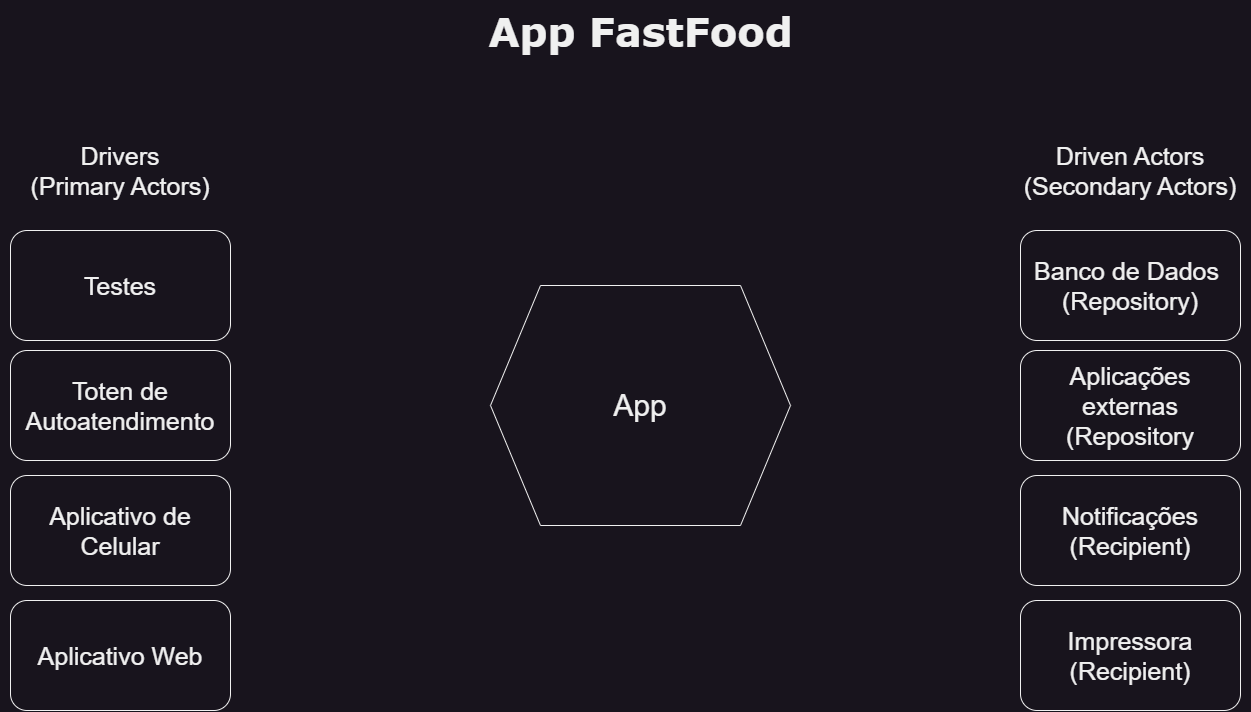 App FastFood
Drivers
(Primary Actors)
Testes
Toten de
Autoatendimento
Aplicativo de
Celular
Aplicativo Web
App
Driven Actors
(Secondary Actors)
Banco de Dados
(Repository)
Aplicações
externas
(Repository
Notificações
(Recipient)
Impressora
(Recipient)